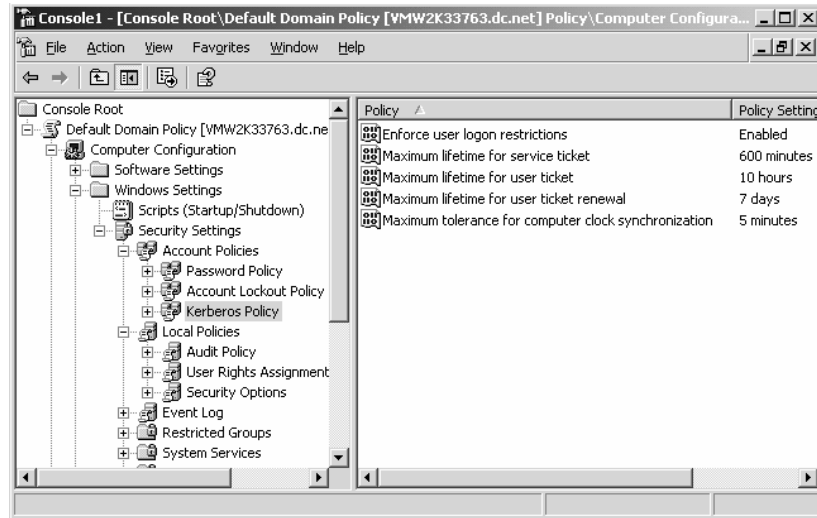 Console1 - [Console Root\Default Domain Policy [VMW2K33763.dc.net] Policy\Computer Configura...
File Action View Favorites Window Help
Console Root
Default Domain Policy [VMW2K33763.dc.ne
Computer Configuration
Software Settings
Windows Settings
Scripts (Startup/Shutdown)
Security Settings
Account Policies
Password Policy
Account Lockout Policy
Kerberos Policy
Local Policies
Audit Policy
User Rights Assignment
Security Options
Event Log
Restricted Groups
System Services
Policy Policy Setting
Enforce user logon restrictions Enabled
Maximum lifetime for service ticket 600 minutes
Maximum lifetime for user ticket 10 hours
Maximum lifetime for user ticket renewal 7 days
Maximum tolerance for computer clock synchronization 5 minutes